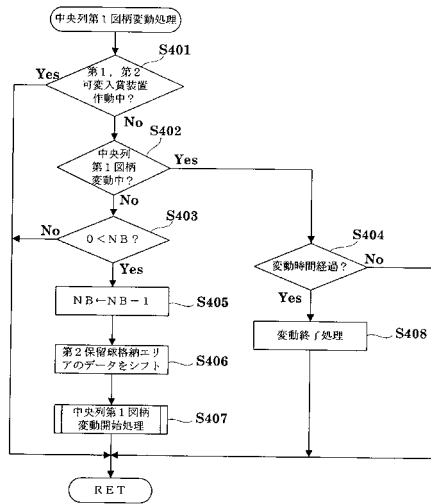 中央列第1図柄変動処理
S401
Yes
第1,第2
可変入賞装置
作動中?
No
S402
中央列
第1図柄
変動中?
Yes
No
S403
No
0<NB?
Yes
S404
変動時間経過?
No
Yes
NB←NB-1
S405
変動終了処理
S408
第2保留球格納エリ
アのデータをシフト
S406
中央列第1図柄
変動開始処理
S407
RET